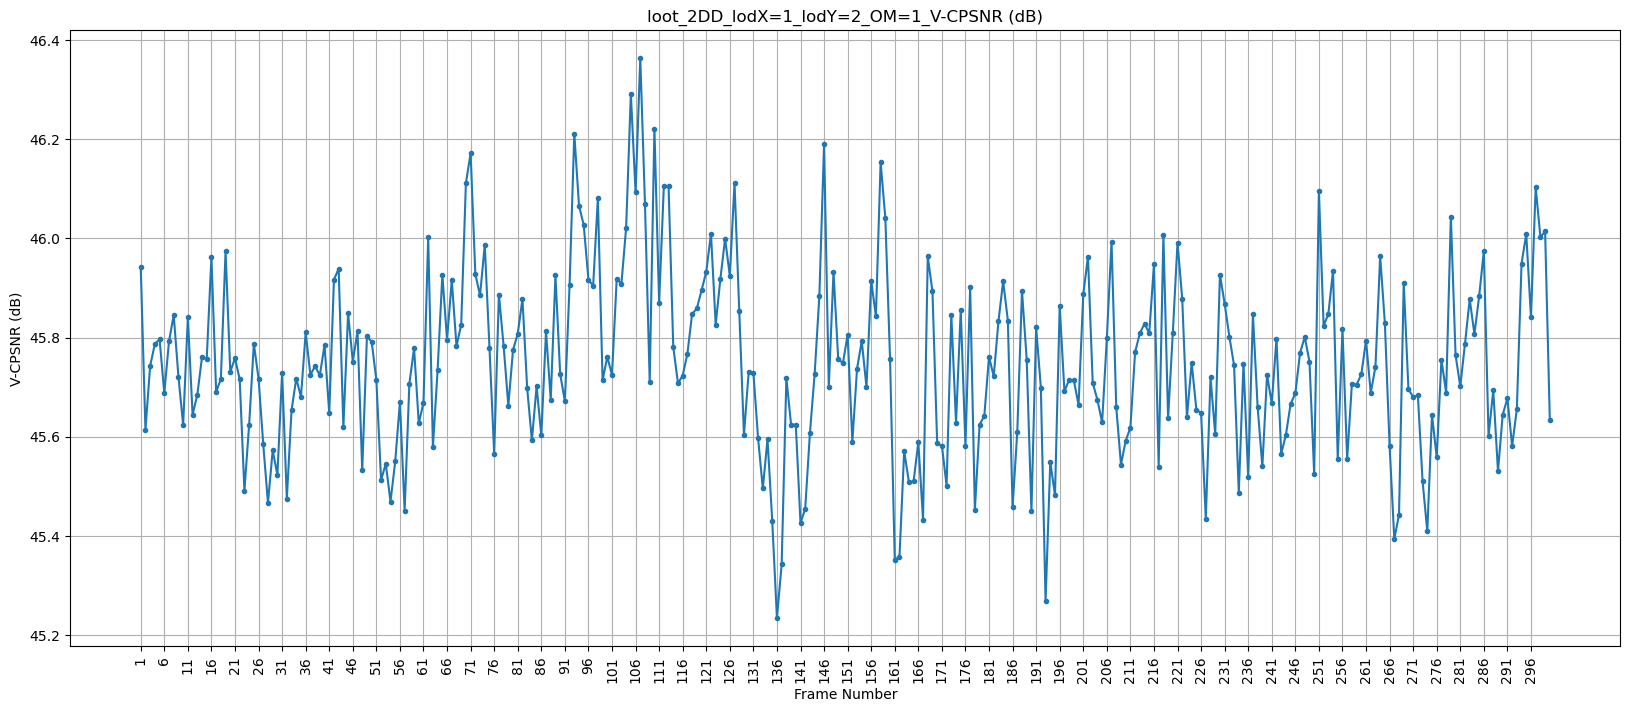 loot_2DD_lodX=1_lodY=2_OM=1_V-CPSNR (dB)
V-CPSNR (dB)
46.4
46.2
46.0
45.8
45.6
45.4
45.2
1 6 11 16 21 26 31 36 41 46 51 56 61 66 71 76 81 86 91 96 101 106 111 116 121 126 131 136 141 146 151 156 161 166 171 176 181 186 191 196 201 206 211 216 221 226 231 236 241 246 251 256 261 266 271 276 281 286 291 296
Frame Number